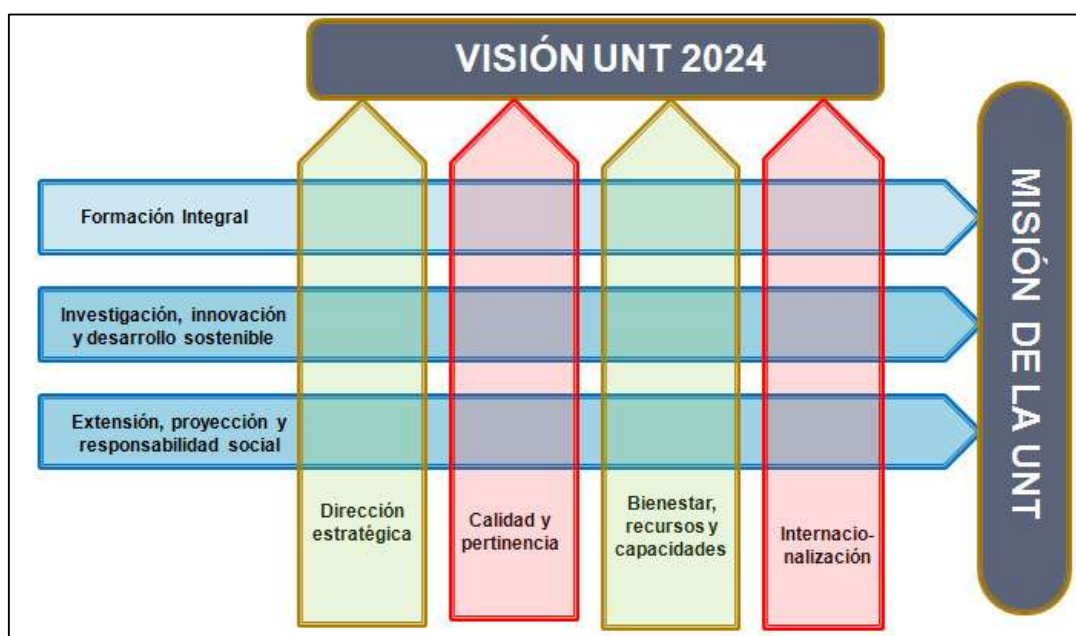 VISIÓN UNT 2024
Formación Integral
Investigación, innovación
y desarrollo sostenible
Extensión, proyección y
responsabilidad social
Dirección
estratégica
Calidad y
pertinencia
Bienestar,
recursos y
capacidades
Internacio-
nalización
MISIÓN DE LA UNT